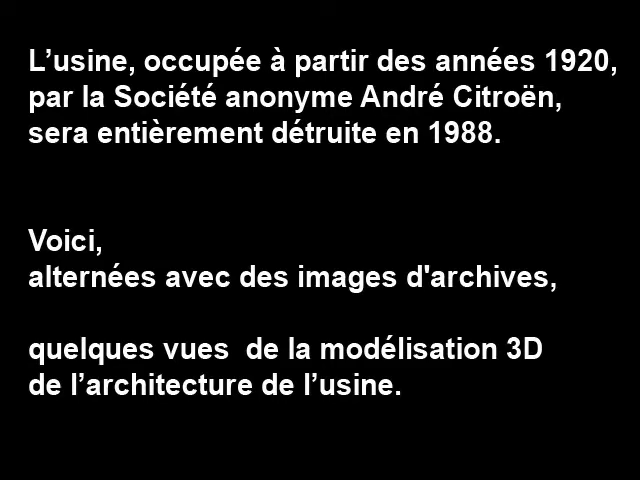 L’usine, occupée à partir des années 1920,
par la Société anonyme André Citroën,
sera entièrement détruite en 1988.
Voici,
alternées avec des images d'archives,
quelques vues  de la modélisation 3D
de l’architecture de l’usine.